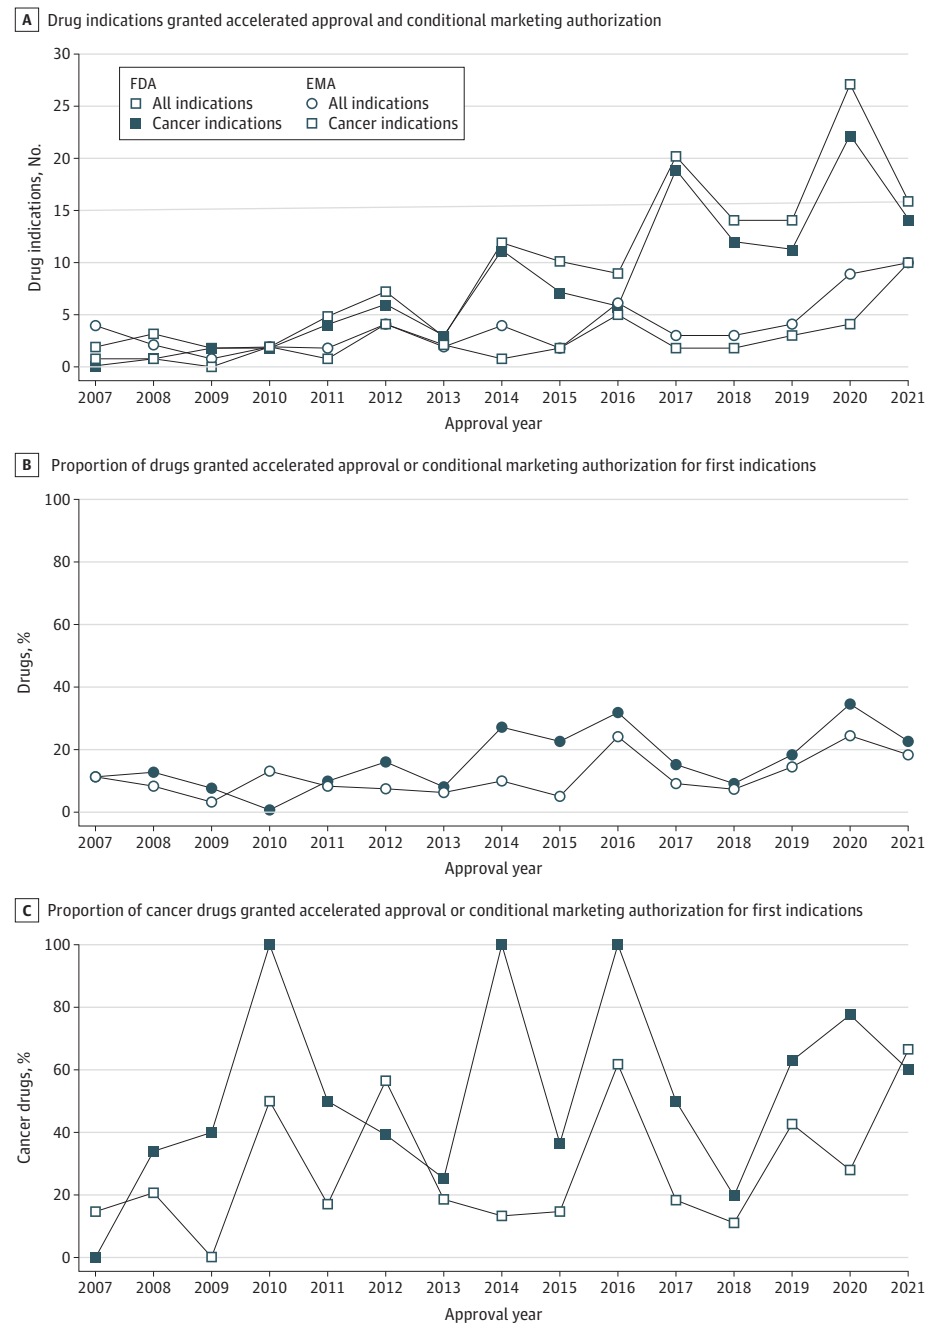 A Drug indications granted accelerated approval and conditional marketing authorization
30
25
20
15
10
5
0
Drug indications, No.
FDA EMA
All indications All indications
Cancer indications Cancer indications
2007 2008 2009 2010 2011 2012 2013 2014 2015 2016 2017 2018 2019 2020 2021
Approval year
B Proportion of drugs granted accelerated approval or conditional marketing authorization for first indications
100
80
60
40
20
0
Drugs, %
2007 2008 2009 2010 2011 2012 2013 2014 2015 2016 2017 2018 2019 2020 2021
Approval year
C Proportion of cancer drugs granted accelerated approval or conditional marketing authorization for first indications
100
80
60
40
20
0
Cancer drugs, %
2007 2008 2009 2010 2011 2012 2013 2014 2015 2016 2017 2018 2019 2020 2021
Approval year